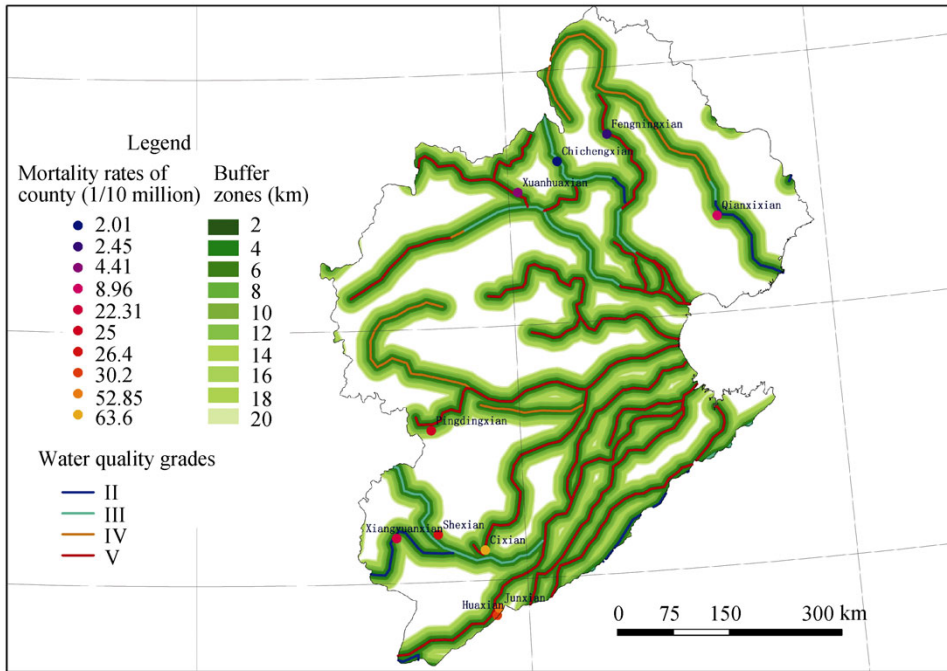 Fengningxian
Chichengxian
Xuanhuaxian
Qianxixian
Legend
Mortality rates of
county (1/10 million)
2.01
2.45
4.41
8.96
22.31
25
26.4
30.2
52.85
63.6
Buffer
zones (km)
2
4
6
8
10
12
14
16
18
20
Pingdingxian
Water quality grades
II
III
IV
V
Xiangyuanxian
Shexian
Cixian
Huaxian
Junxian
0 75 150 300 km